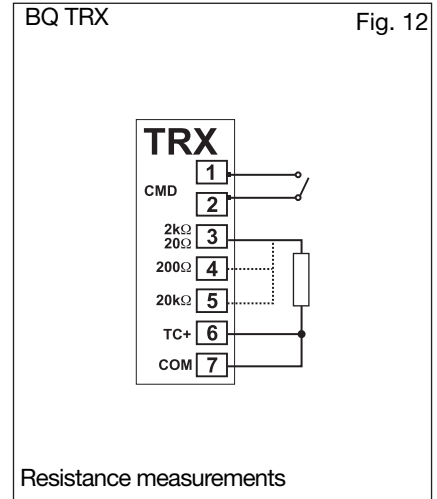 BQ TRX Fig. 12
TRX
1
CMD
2
2kΩ
20Ω 3
200Ω 4
20kΩ 5
TC+ 6
COM 7
Resistance measurements